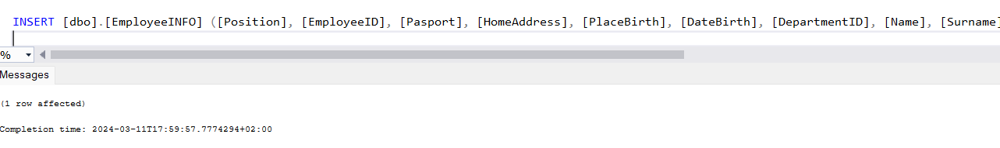 INSERT [dbo].[EmployeeINFO] ([Position], [EmployeeID], [Pasport], [HomeAddress], [PlaceBirth], [DateBirth], [DepartmentID], [Name], [Surname]
%
Messages
(1 row affected)
Completion time: 2024-03-11T17:59:57.7774294+02:00